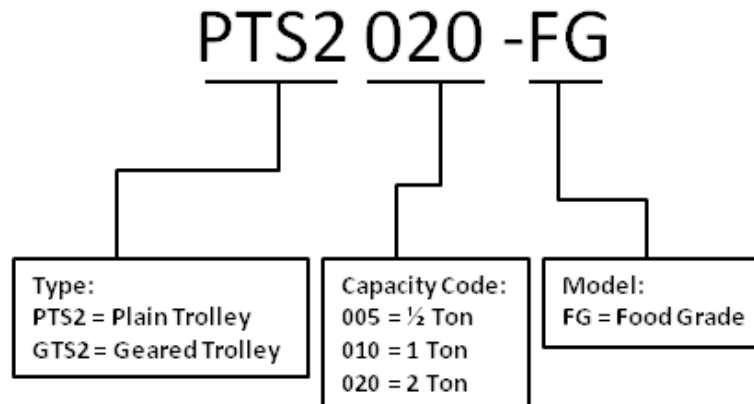 PTS2 020 -FG
Type:
PTS2 = Plain Trolley
GTS2 = Geared Trolley
Capacity Code:
005 = ½ Ton
010 = 1 Ton
020 = 2 Ton
Model:
FG = Food Grade